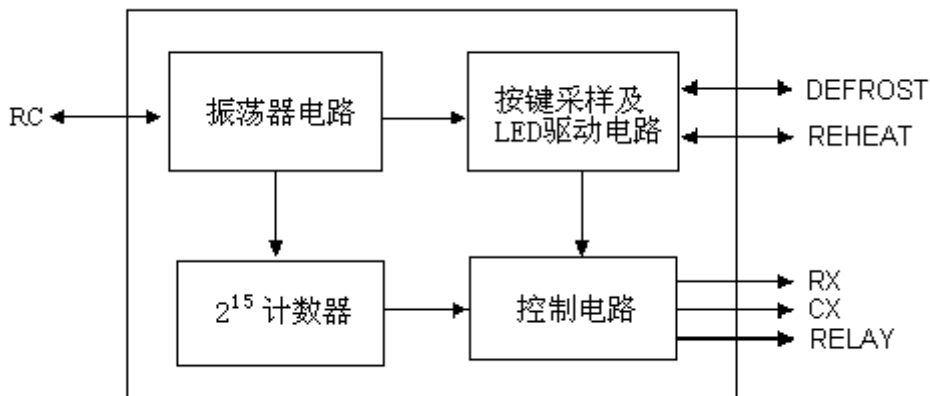 RC
振荡器电路
按键采样及
LED驱动电路
DEFROST
REHEAT
2¹⁵ 计数器
控制电路
RX
CX
RELAY